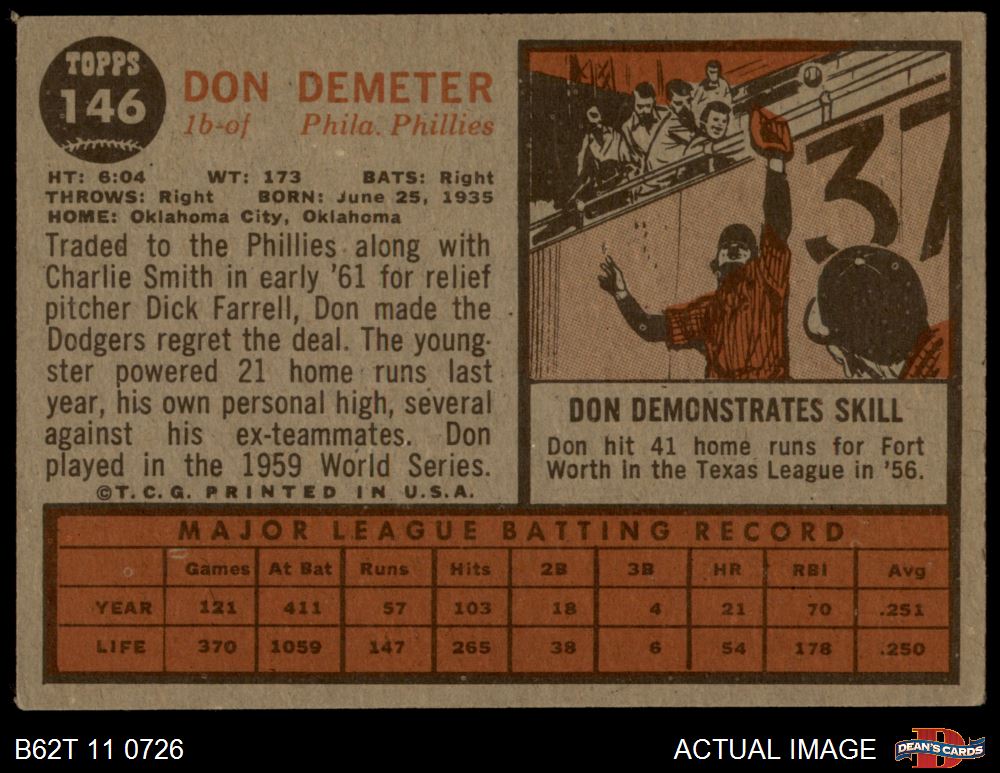 TOPPS
146
DON DEMETER
1b-of Phila. Phillies
HT: 6:04 WT: 173 BATS: Right
THROWS: Right BORN: June 25, 1935
HOME: Oklahoma City, Oklahoma
Traded to the Phillies along with
Charlie Smith in early '61 for relief
pitcher Dick Farrell, Don made the
Dodgers regret the deal. The young-
ster powered 21 home runs last
year, his own personal high, several
against his ex-teammates. Don
played in the 1959 World Series.
©T.C.G. PRINTED IN U.S.A.
37
DON DEMONSTRATES SKILL
Don hit 41 home runs for Fort
Worth in the Texas League in '56.
MAJOR LEAGUE BATTING RECORD
Games At Bat Runs Hits 2B 3B HR RBI Avg
YEAR 121 411 57 103 18 4 21 70 .251
LIFE 370 1059 147 265 38 6 54 178 .250
B62T 11 0726
ACTUAL IMAGE
D
DEAN'S CARDS